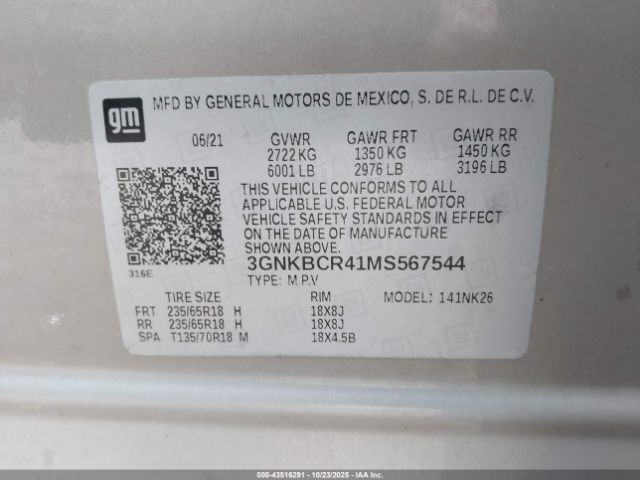 gm
MFD BY GENERAL MOTORS DE MEXICO, S. DE R.L. DE C.V.
06/21 GVWR GAWR FRT GAWR RR
2722 KG 1350 KG 1450 KG
6001 LB 2976 LB 3196 LB
THIS VEHICLE CONFORMS TO ALL
APPLICABLE U.S. FEDERAL MOTOR
VEHICLE SAFETY STANDARDS IN EFFECT
ON THE DATE OF MANUFACTURE
SHOWN ABOVE.
316E
3GNKBCR41MS567544
TYPE: M.P.V
TIRE SIZE RIM MODEL: 141NK26
FRT 235/65R18 H 18X8J
RR 235/65R18 H 18X8J
SPA T135/70R18 M 18X4.5B
000-43516291 - 10/23/2025 - IAAI.COM